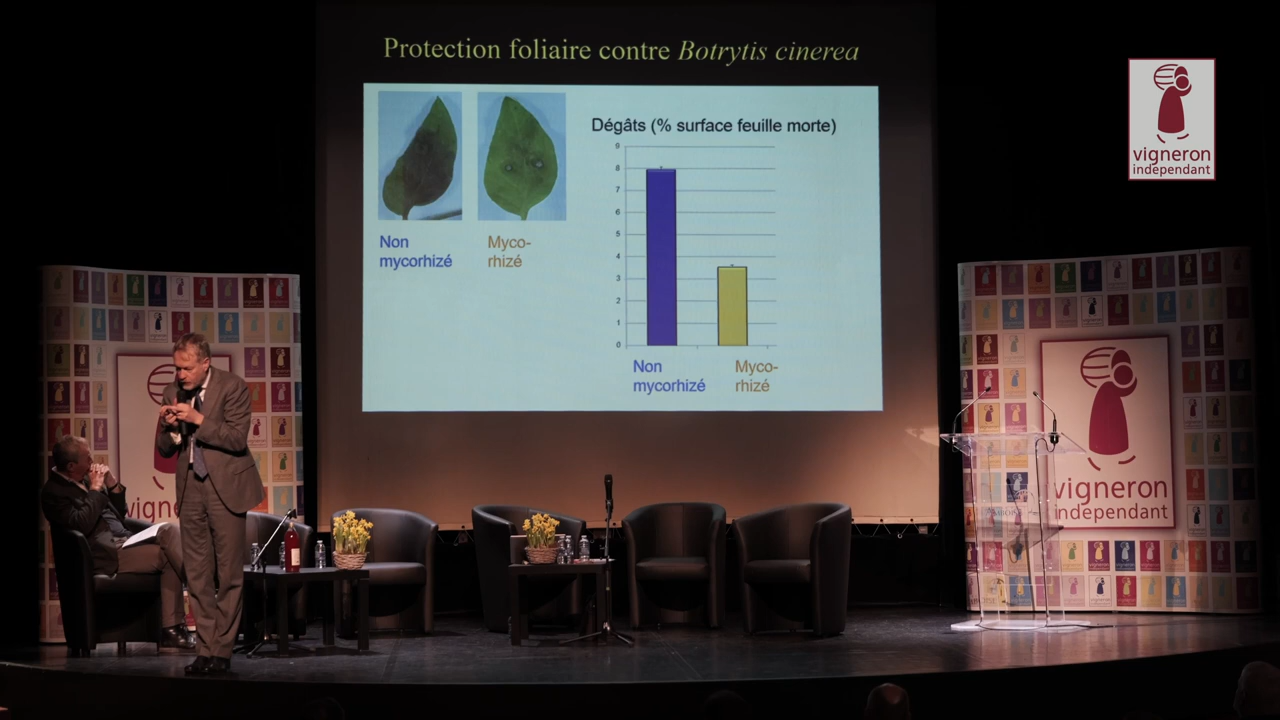 Protection foliaire contre Botrytis cinerea
Dégâts (% surface feuille morte)
9
8
7
6
5
4
3
2
1
0
Non
mycorhizé
Myco-
rhizé
Non
mycorhizé
Myco-
rhizé
vigneron
indépendant
vigne
vigneron
indépendant